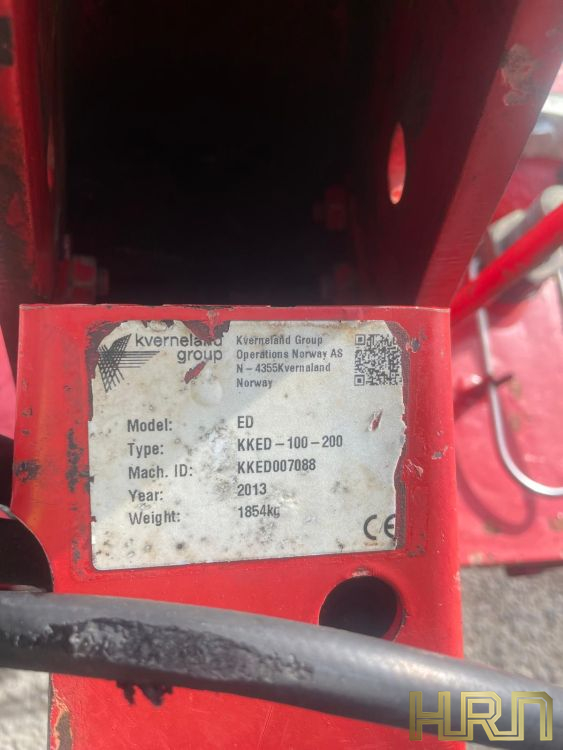 kverneland
group
Kverneland Group
Operations Norway AS
N-4355Kvernaland
Norway
Model: ED
Type: KKED-100-200
Mach. ID: KKED007088
Year: 2013
Weight: 1854kg
CE
HRN